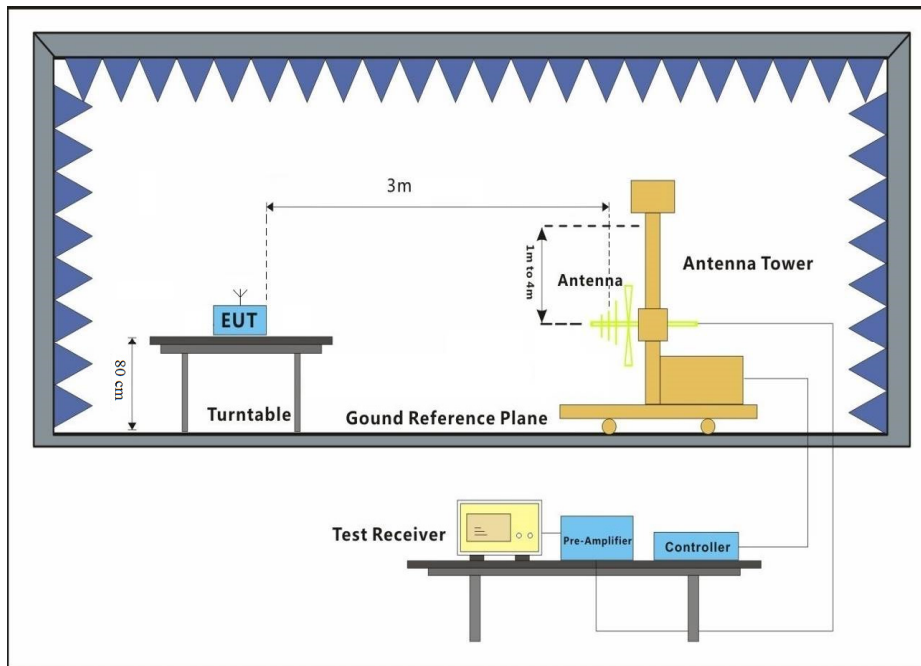 3m
1m to 4m
Antenna
Antenna Tower
EUT
80 cm
Turntable
Gound Reference Plane
Test Receiver
Pre-Amplifier
Controller